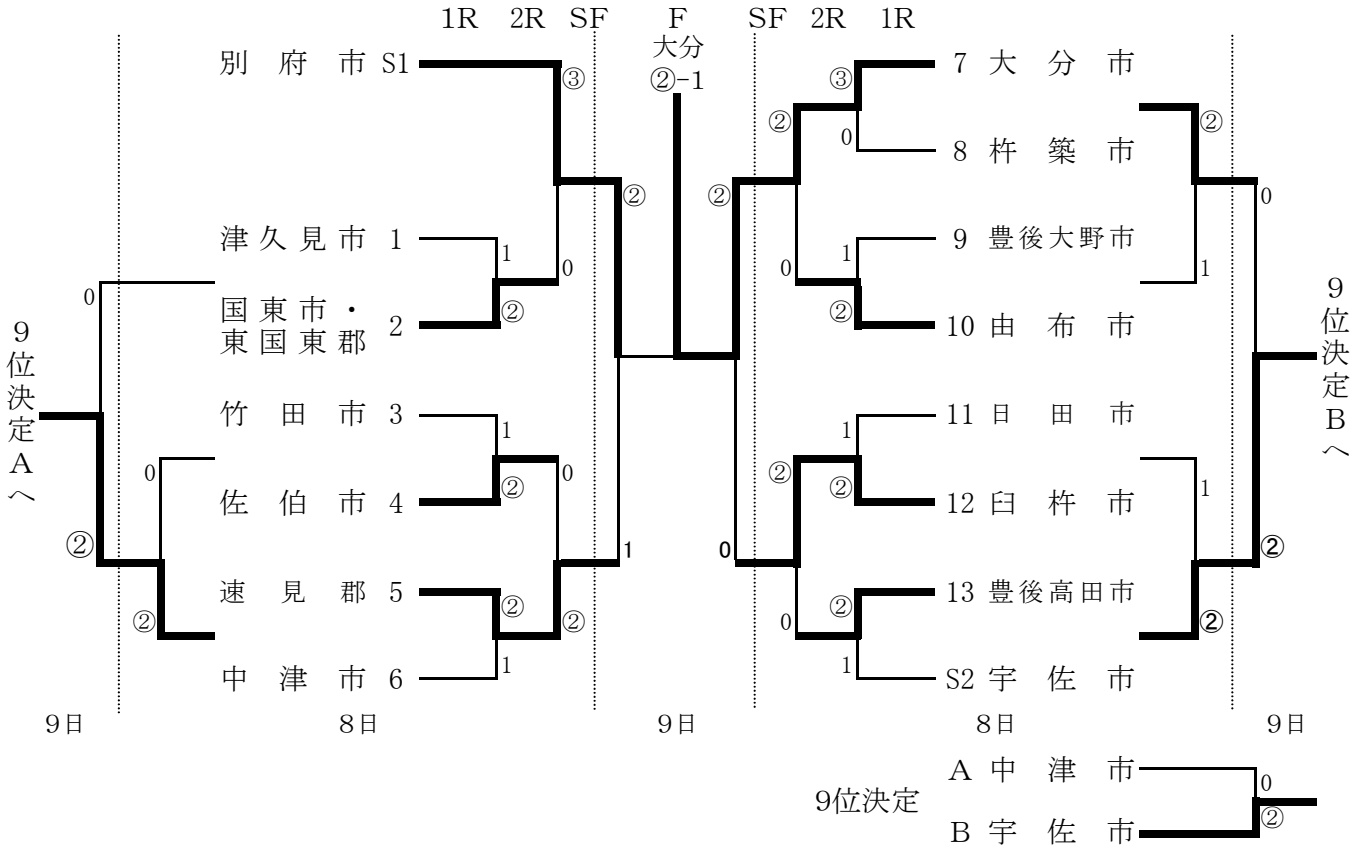 1R 2R SF F SF 2R 1R
大分
②-1
別府市 S1 ③ ③ 7 大分市
② ②
0 8 杵築市
② ② 0
津久見市 1 1 0 0 1 9 豊後大野市 1
0
国東市・
東国東郡 2 ② ② 10 由布市
9位決定Aへ
9位決定Bへ
竹田市 3 1 0 1 11 日田市
0 ② 1
佐伯市 4 ② ② 12 臼杵市
② 1 0 ②
速見郡 5 ② ② 13 豊後高田市
② ② 0 ②
中津市 6 1 1 S2 宇佐市
9日 8日 9日 8日 9日
A 中津市 0
9位決定
B 宇佐市 ②